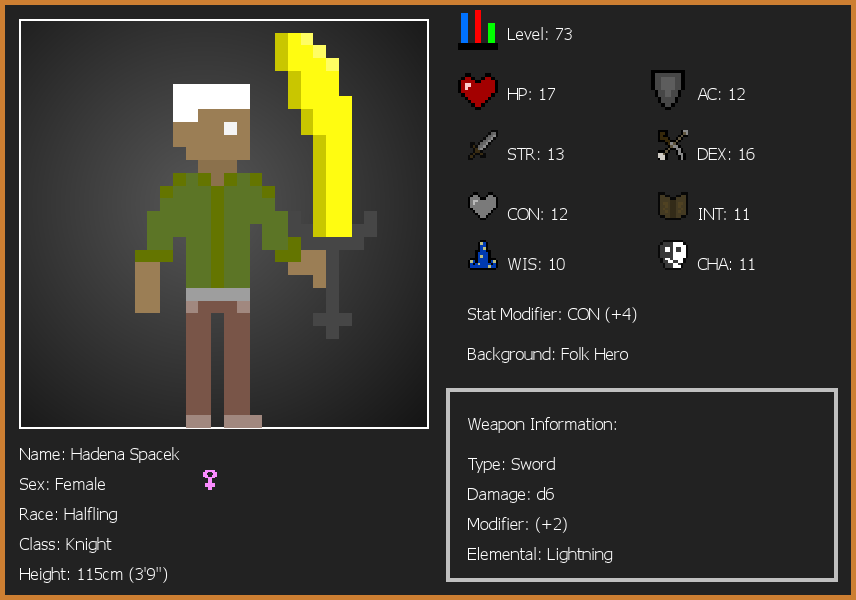 Level: 73
HP: 17
AC: 12
STR: 13
DEX: 16
CON: 12
INT: 11
WIS: 10
CHA: 11
Stat Modifier: CON (+4)
Background: Folk Hero
Weapon Information:
Type: Sword
Damage: d6
Modifier: (+2)
Elemental: Lightning
Name: Hadena Spacek
Sex: Female
Race: Halfling
Class: Knight
Height: 115cm (3'9")